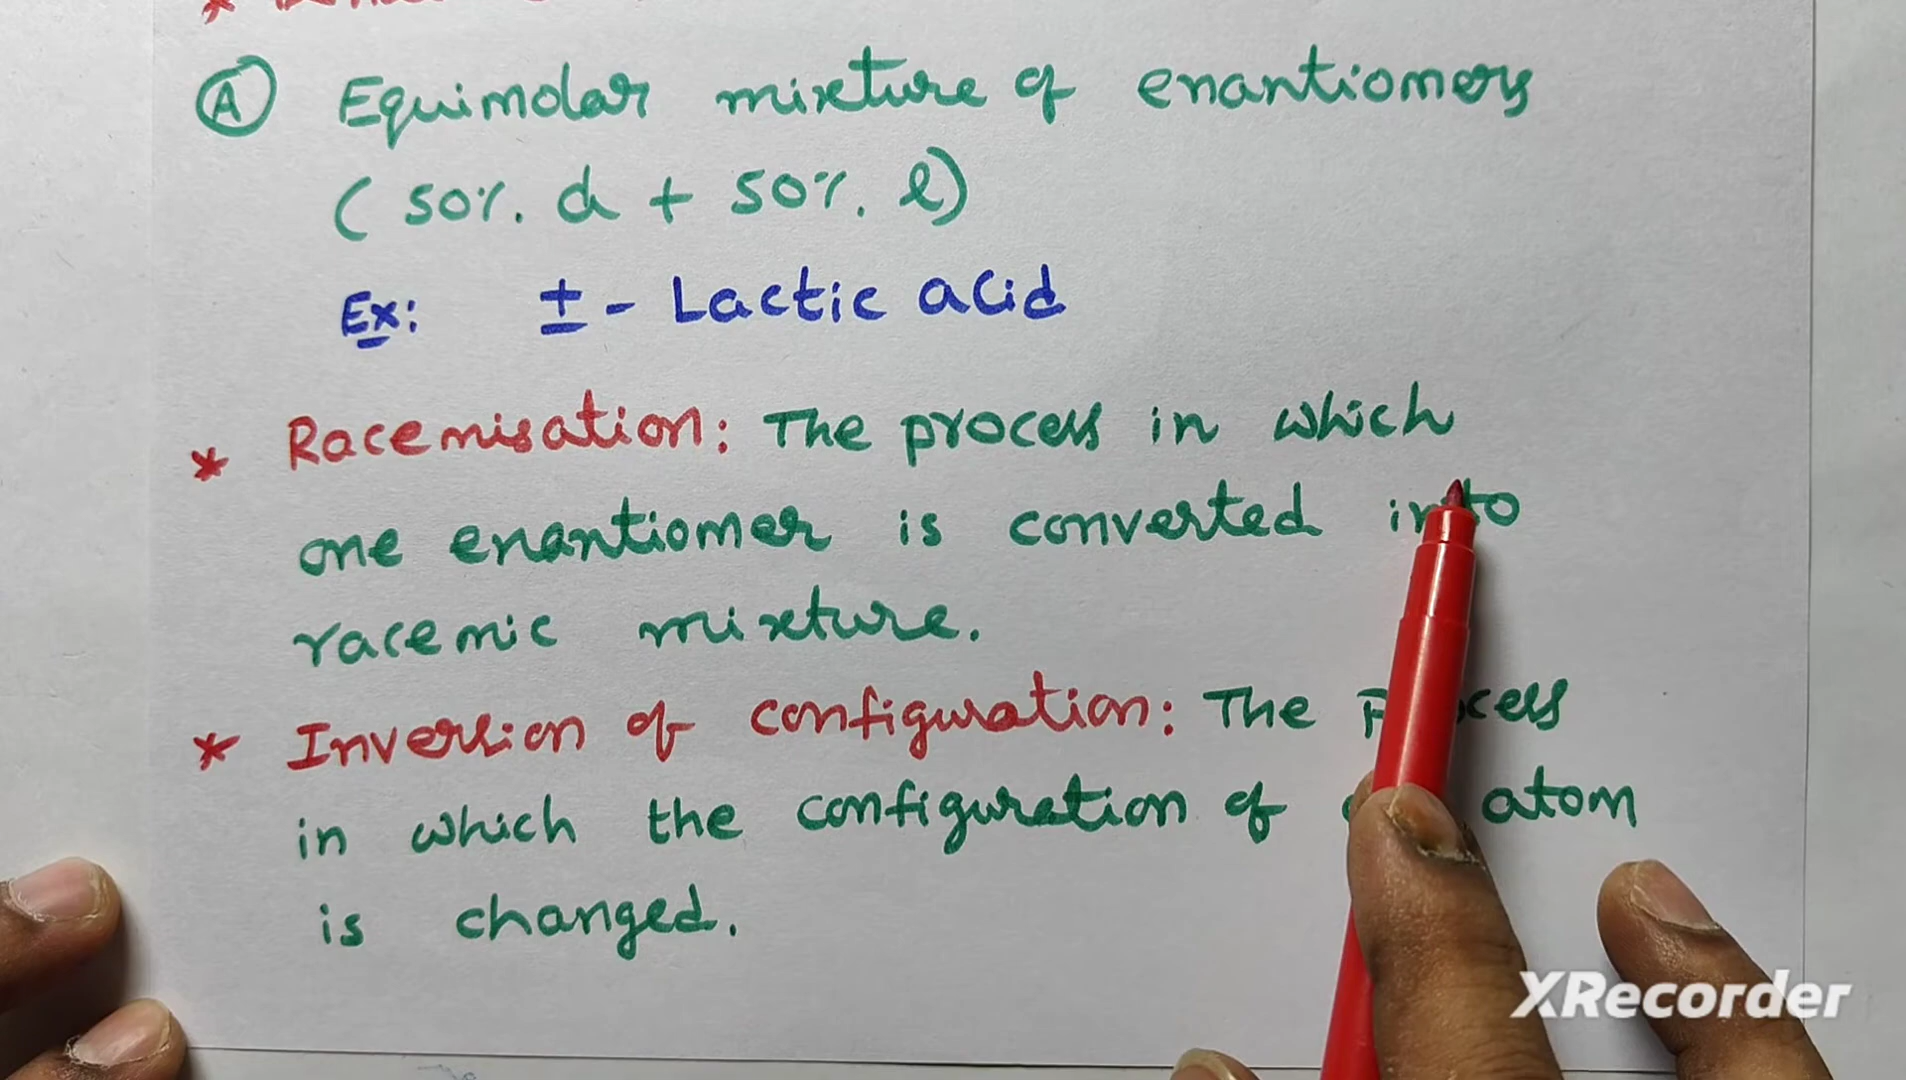 Ⓐ Equimolar mixture of enantiomers
(50%. d + 50%. l)
Ex: ± - Lactic acid
* Racemisation: The process in which
one enantiomer is converted into
racemic mixture.
* Inversion of configuration: The process
in which the configuration of atom
is changed.
XRecorder